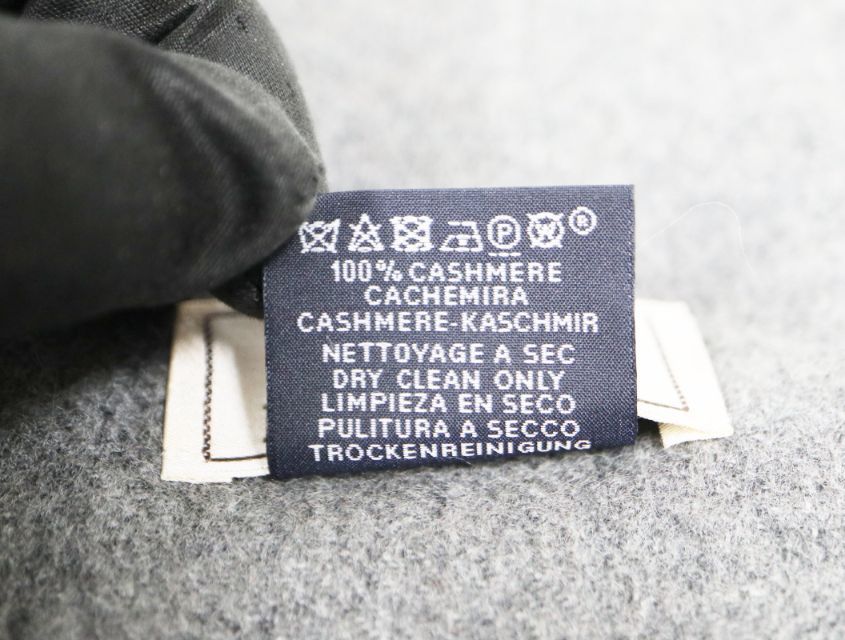 P W ®
100% CASHMERE
CACHEMIRA
CASHMERE-KASCHMIR
NETTOYAGE A SEC
DRY CLEAN ONLY
LIMPIEZA EN SECO
PULITURA A SECCO
TROCKENREINIGUNG